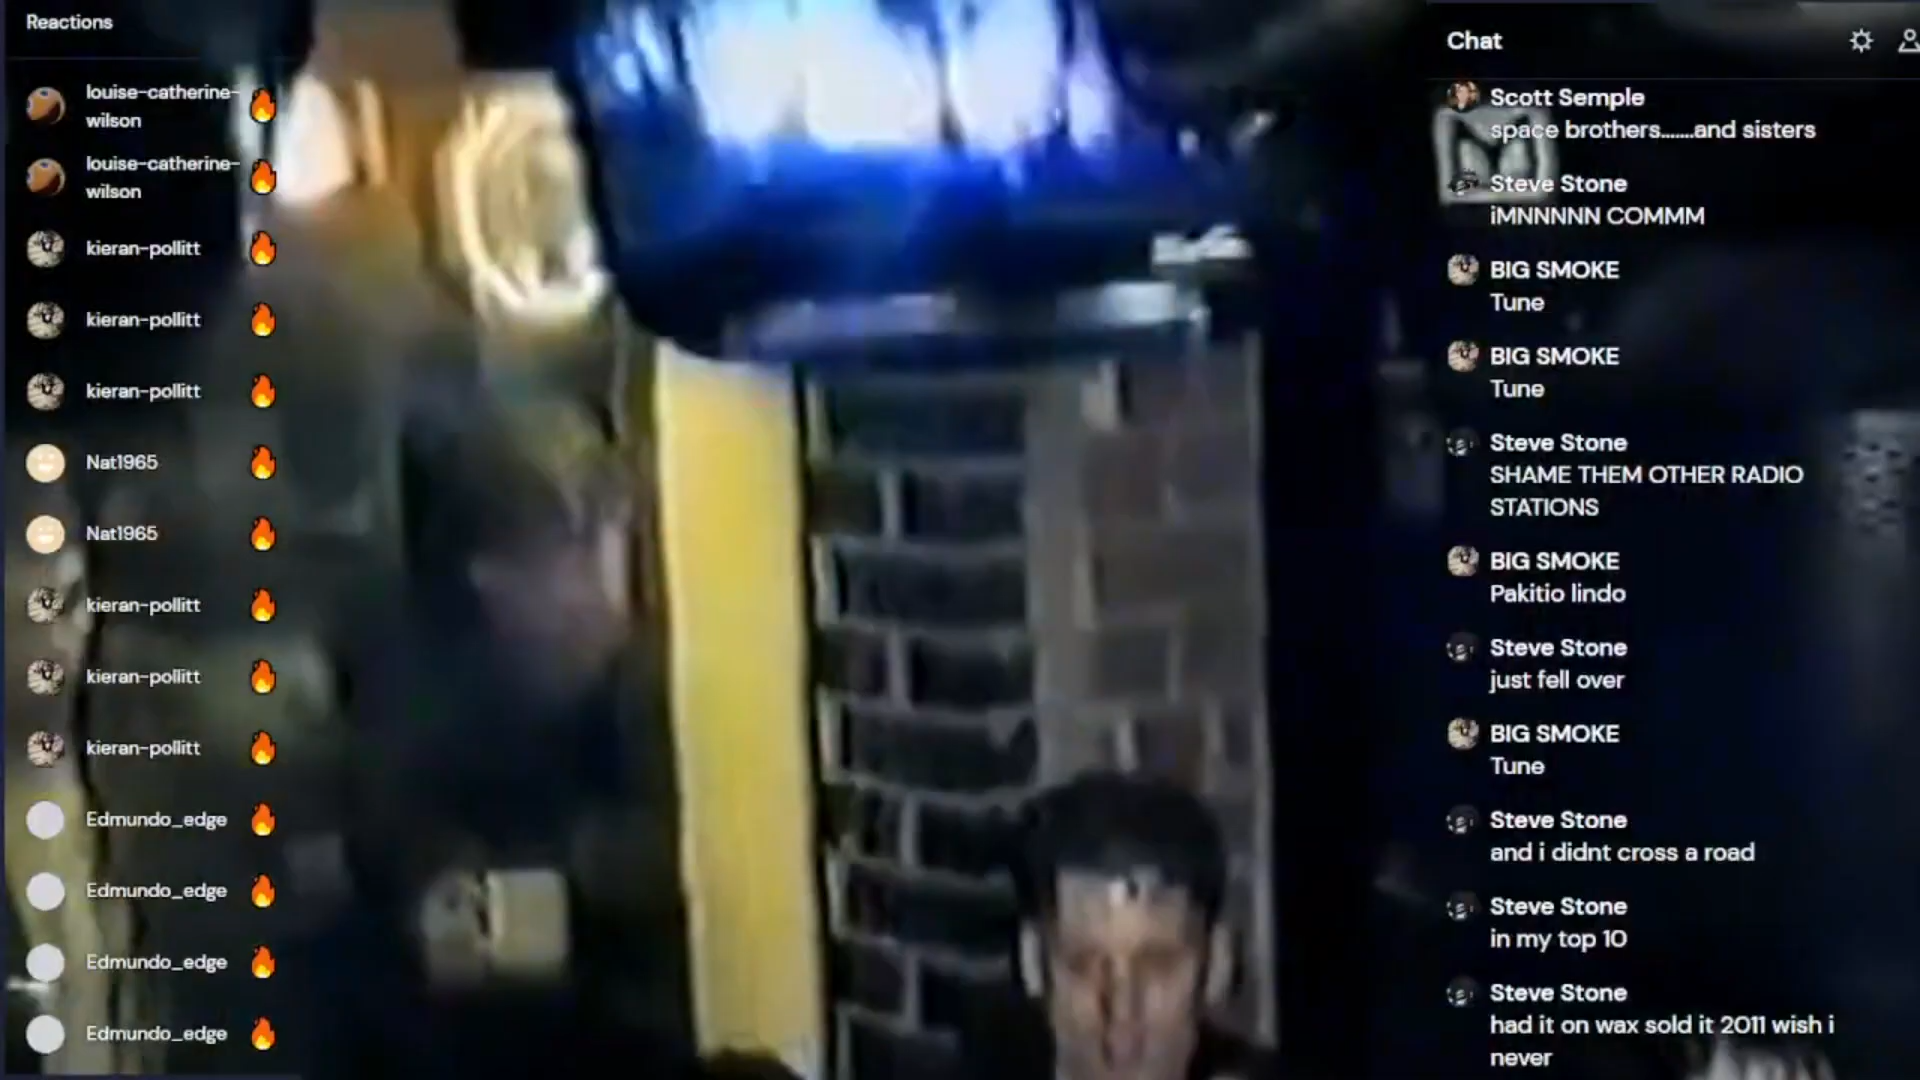 Reactions
louise-catherine-
wilson
louise-catherine-
wilson
kieran-pollitt
kieran-pollitt
kieran-pollitt
Nat1965
Nat1965
kieran-pollitt
kieran-pollitt
kieran-pollitt
Edmundo_edge
Edmundo_edge
Edmundo_edge
Edmundo_edge
Chat
Scott Semple
space brothers.......and sisters
Steve Stone
iMNNNNN COMMM
BIG SMOKE
Tune
BIG SMOKE
Tune
Steve Stone
SHAME THEM OTHER RADIO
STATIONS
BIG SMOKE
Pakitio lindo
Steve Stone
just fell over
BIG SMOKE
Tune
Steve Stone
and i didnt cross a road
Steve Stone
in my top 10
Steve Stone
had it on wax sold it 2011 wish i
never
M